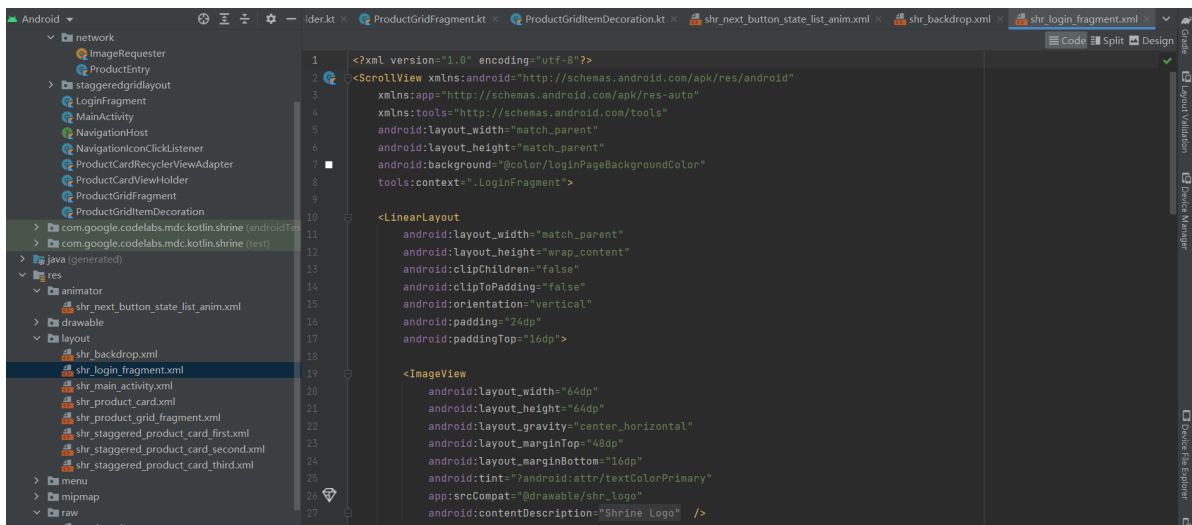 Android
lder.kt
ProductGridFragment.kt
ProductGridItemDecoration.kt
shr_next_button_state_list_anim.xml
shr_backdrop.xml
shr_login_fragment.xml
Code
Split
Design
network
ImageRequester
ProductEntry
staggeredgridlayout
LoginFragment
MainActivity
NavigationHost
NavigationIconClickListener
ProductCardRecyclerViewAdapter
ProductCardViewHolder
ProductGridFragment
ProductGridItemDecoration
com.google.codelabs.mdc.kotlin.shrine (androidTes
com.google.codelabs.mdc.kotlin.shrine (test)
java (generated)
res
animator
shr_next_button_state_list_anim.xml
drawable
layout
shr_backdrop.xml
shr_login_fragment.xml
shr_main_activity.xml
shr_product_card.xml
shr_product_grid_fragment.xml
shr_staggered_product_card_first.xml
shr_staggered_product_card_second.xml
shr_staggered_product_card_third.xml
menu
mipmap
raw
1 <?xml version="1.0" encoding="utf-8"?>
2 <ScrollView xmlns:android="http://schemas.android.com/apk/res/android"
3 xmlns:app="http://schemas.android.com/apk/res-auto"
4 xmlns:tools="http://schemas.android.com/tools"
5 android:layout_width="match_parent"
6 android:layout_height="match_parent"
7 android:background="@color/loginPageBackgroundColor"
8 tools:context=".LoginFragment">
9
10 <LinearLayout
11 android:layout_width="match_parent"
12 android:layout_height="wrap_content"
13 android:clipChildren="false"
14 android:clipToPadding="false"
15 android:orientation="vertical"
16 android:padding="24dp"
17 android:paddingTop="16dp">
18
19 <ImageView
20 android:layout_width="64dp"
21 android:layout_height="64dp"
22 android:layout_gravity="center_horizontal"
23 android:layout_marginTop="48dp"
24 android:layout_marginBottom="16dp"
25 android:tint="?android:attr/textColorPrimary"
26 app:srcCompat="@drawable/shr_logo"
27 android:contentDescription="Shrine Logo" />
Gradle
Layout Validation
Device Manager
Device File Explorer